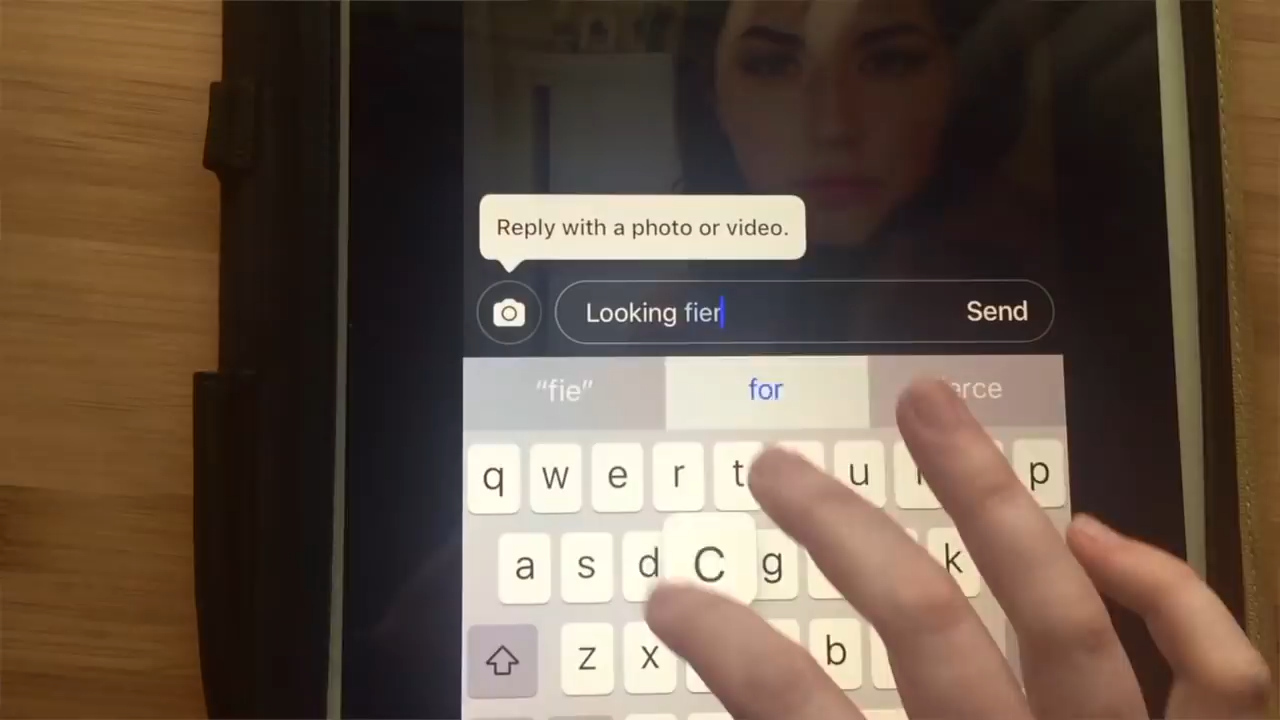 Reply with a photo or video.
Looking fier Send
"fie" for
q w e r t u p
a s d C g k
z x b